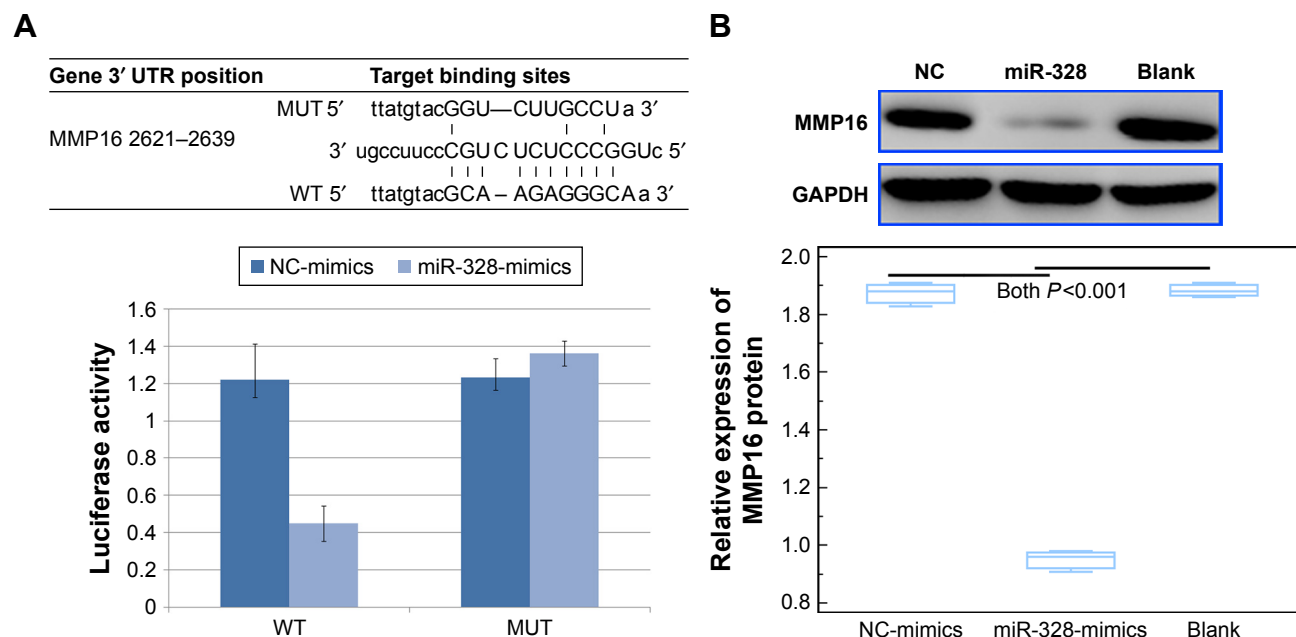 A
Gene 3′ UTR position Target binding sites
MUT 5′ ttatgtacGGU—CUUGCCUa 3′
MMP16 2621–2639
3′ ugccuuccCGUCUCUCCCGGUc 5′
WT 5′ ttatgtacGCA – AGAGGGCAa 3′
NC-mimics miR-328-mimics
Luciferase activity
1.6
1.4
1.2
1
0.8
0.6
0.4
0.2
0
WT MUT
B
NC miR-328 Blank
MMP16
GAPDH
Relative expression of
MMP16 protein
2.0
1.8
1.6
1.4
1.2
1.0
0.8
Both P<0.001
NC-mimics miR-328-mimics Blank